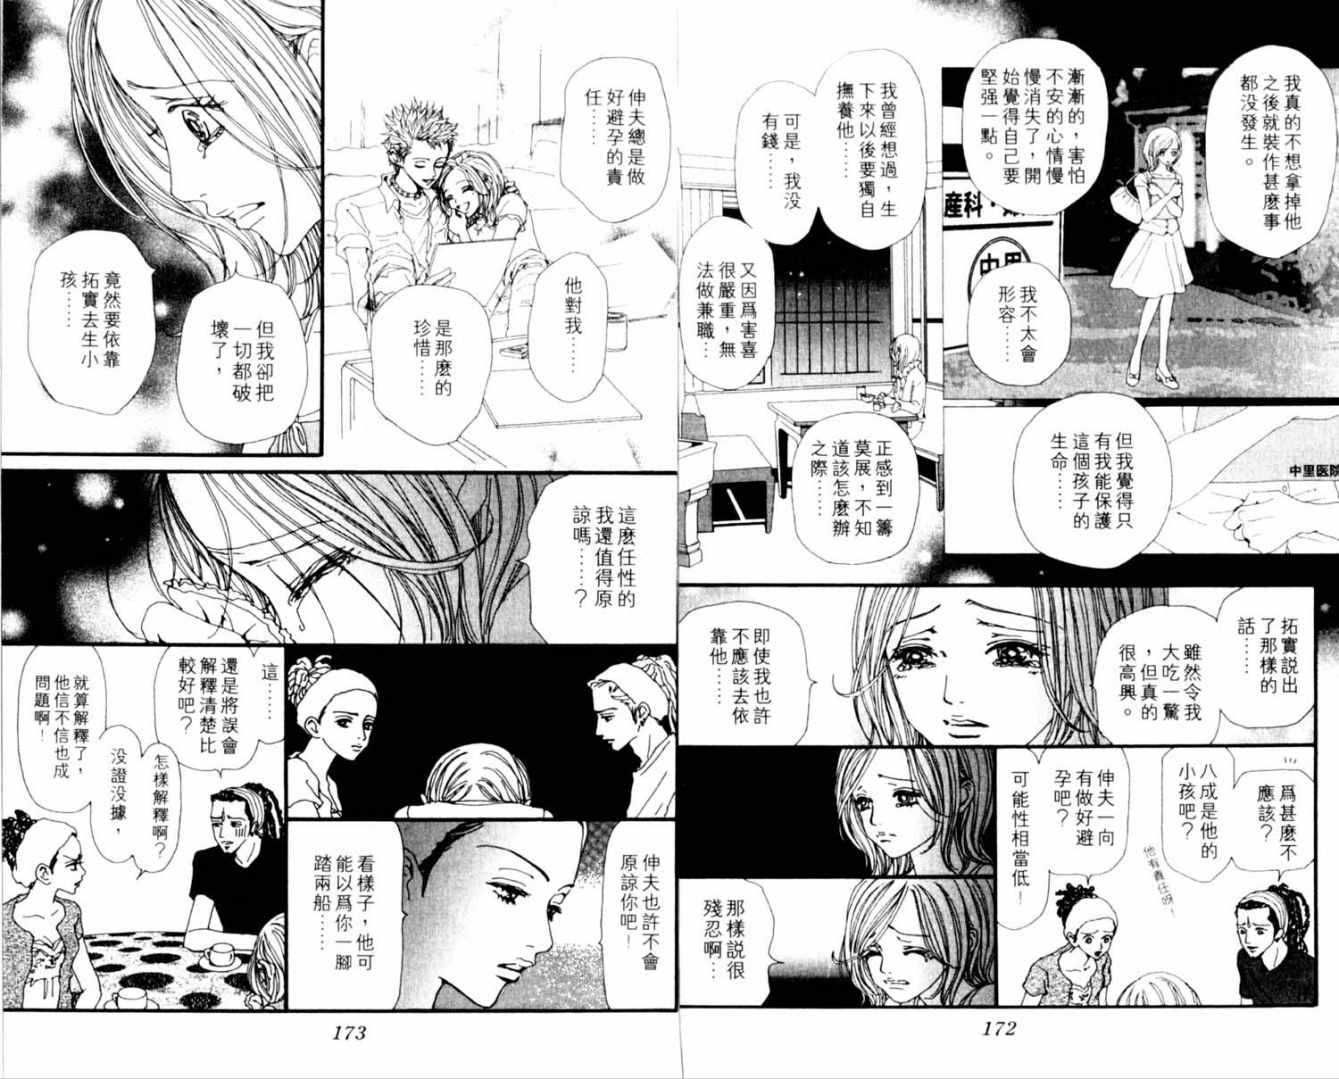 我真的不想拿掉他
之後就裝作甚麼事
都没發生。
漸漸的，害怕
不安的心情慢
慢消失了，開
始覺得自己要
堅强一點。
産科・
中里
我不太會
形容……
但我覺得只
有我能保護
這個孩子的
生命……
中里医院
我曾經想過，生
下來以後要獨自
撫養他……
可是，我没
有錢……
又因爲害喜
很嚴重，無
法做兼職…
正感到一籌
莫展，不知
道該怎麼辦
之際……
拓實説出
了那樣的
話……
雖然令我
大吃一驚
，但真的
很高興。
即使我也許
不應該去依
靠他……
爲甚麼不
應該？
八成是他的
小孩吧？
他有責任呀！
伸夫一向
有做好避
孕吧？
可能性相當低！
那樣説很
殘忍啊…
172
伸夫總是做
好避孕的責
任……
他對我……
是那麼的
珍惜……
但我卻把
一切都破
壞了，
竟然要依靠
拓實去生小
孩……
這麼任性的
我還值得原
諒嗎……？
伸夫也許不會
原諒你吧！
看樣子，他可
能以爲你一腳
踏兩船……
這……
還是將誤會
解釋清楚比
較好吧？
怎樣解釋啊？
没證没據，
就算解釋了，
他信不信也成
問題啊！
173